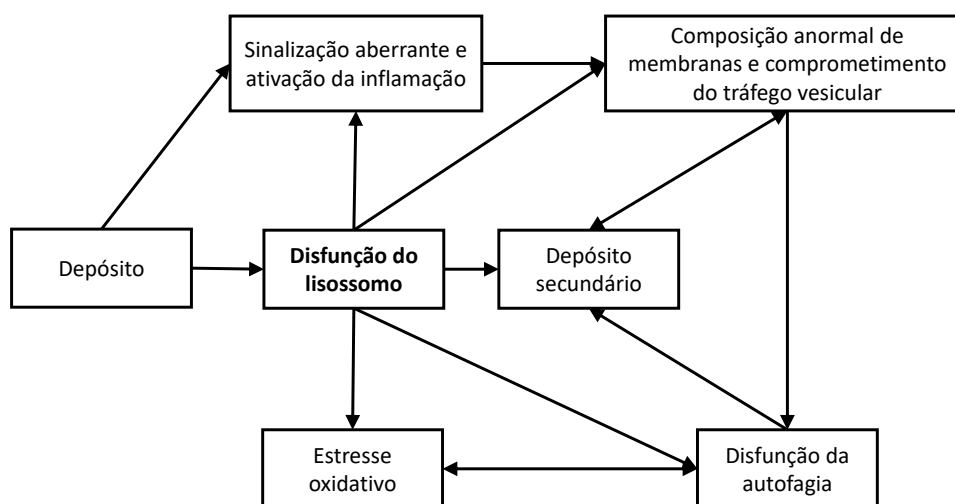 Sinalização aberrante e
ativação da inflamação
Composição anormal de
membranas e comprometimento
do tráfego vesicular
Depósito
Disfunção do
lisossomo
Depósito
secundário
Estresse
oxidativo
Disfunção da
autofagia